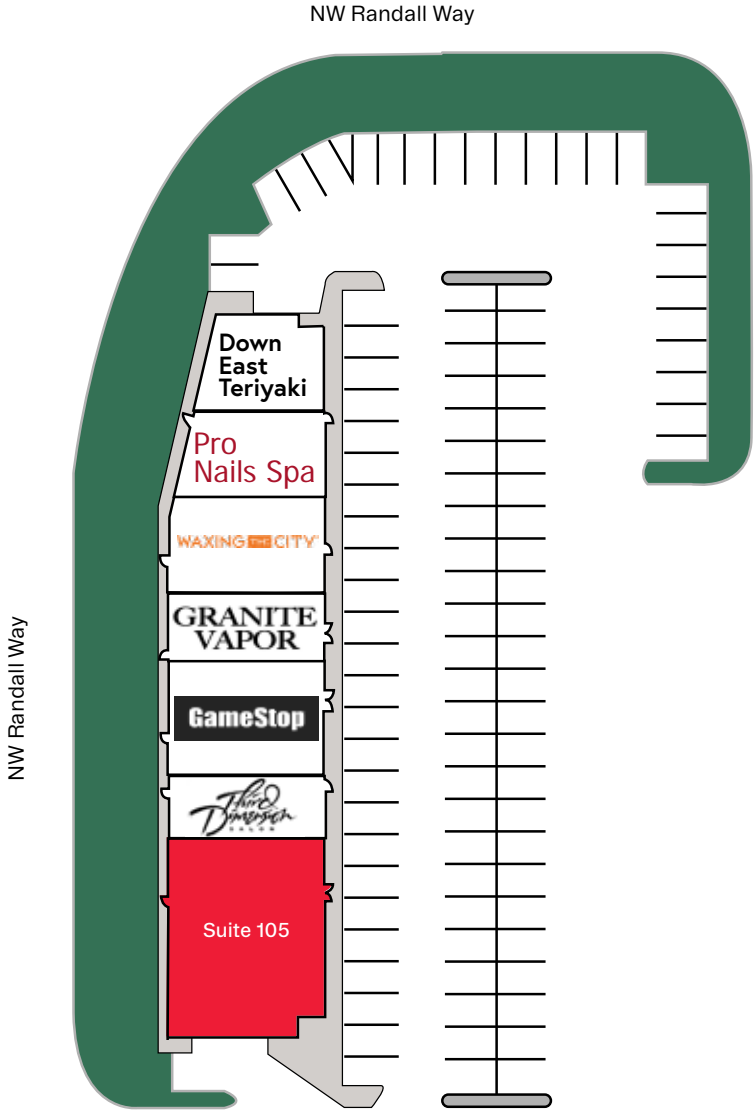 NW Randall Way
Down
East
Teriyaki
Pro
Nails Spa
WAXING THE CITY
GRANITE
VAPOR
GameStop
Third
Dimension
SALON
Suite 105
NW Randall Way